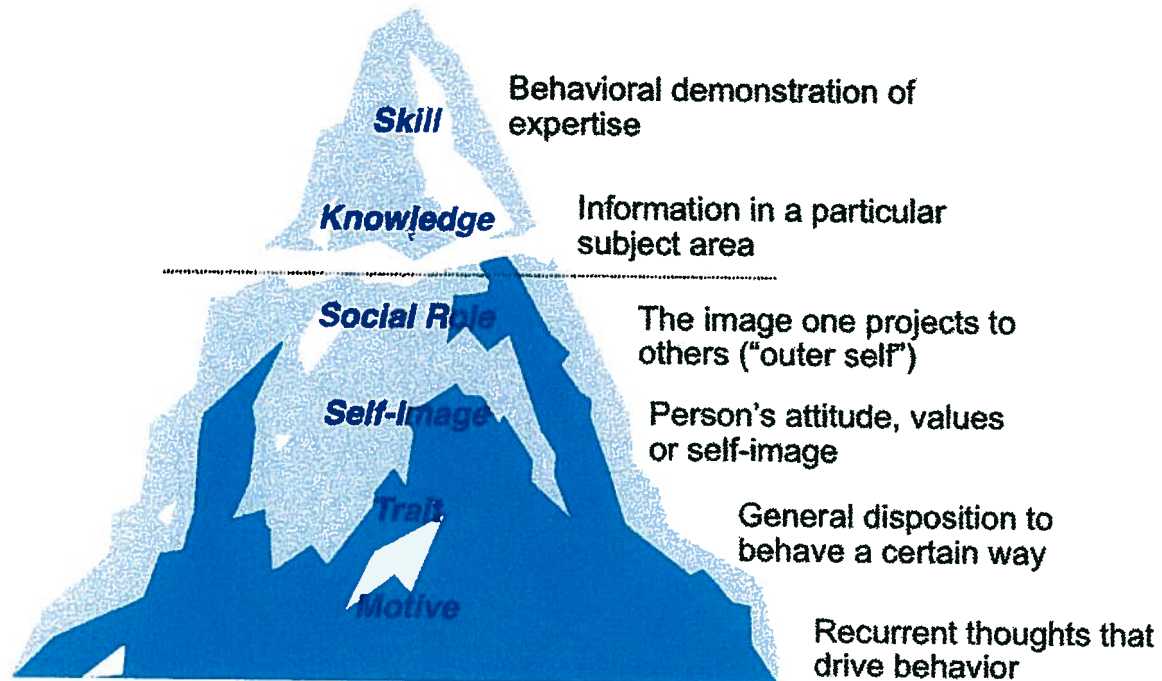 Skill
Behavioral demonstration of
expertise
Knowledge
Information in a particular
subject area
Social Role
The image one projects to
others (“outer self”)
Self-Image
Person’s attitude, values
or self-image
Trait
General disposition to
behave a certain way
Motive
Recurrent thoughts that
drive behavior